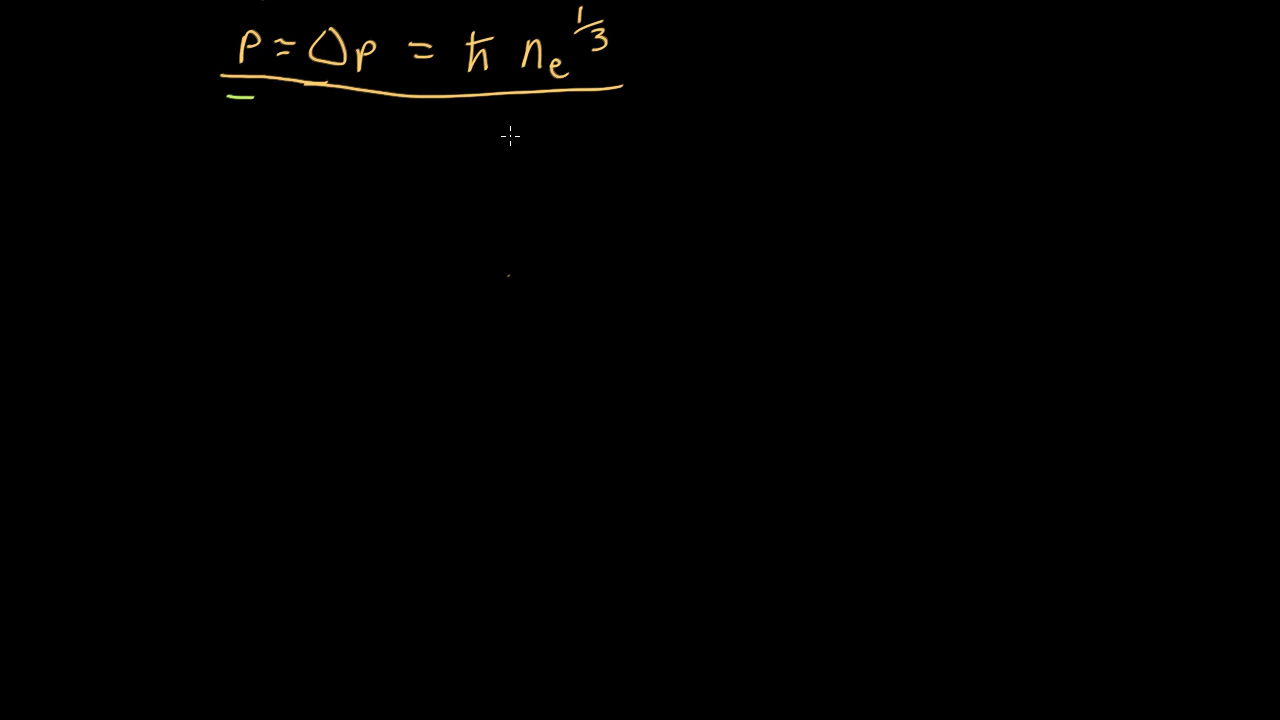 p ≈ Δp = ℏ nₑ^1/3